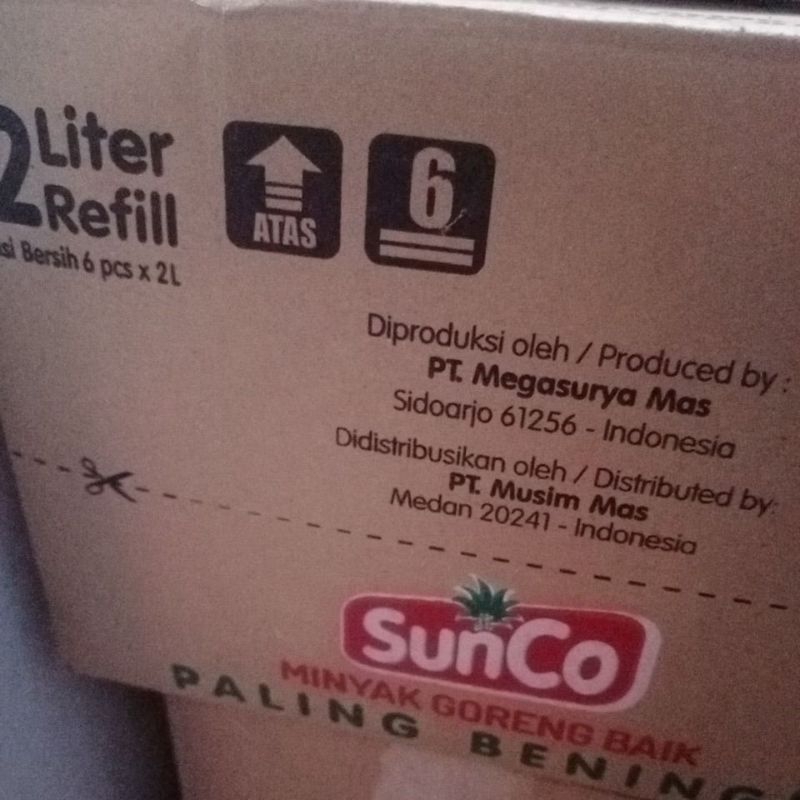 2 Liter
Refill
si Bersih 6 pcs x 2L
ATAS
6
Diproduksi oleh / Produced by :
PT. Megasurya Mas
Sidoarjo 61256 - Indonesia
Didistribusikan oleh / Distributed by:
PT. Musim Mas
Medan 20241 - Indonesia
SunCo
MINYAK GORENG BAIK
PALING BENING